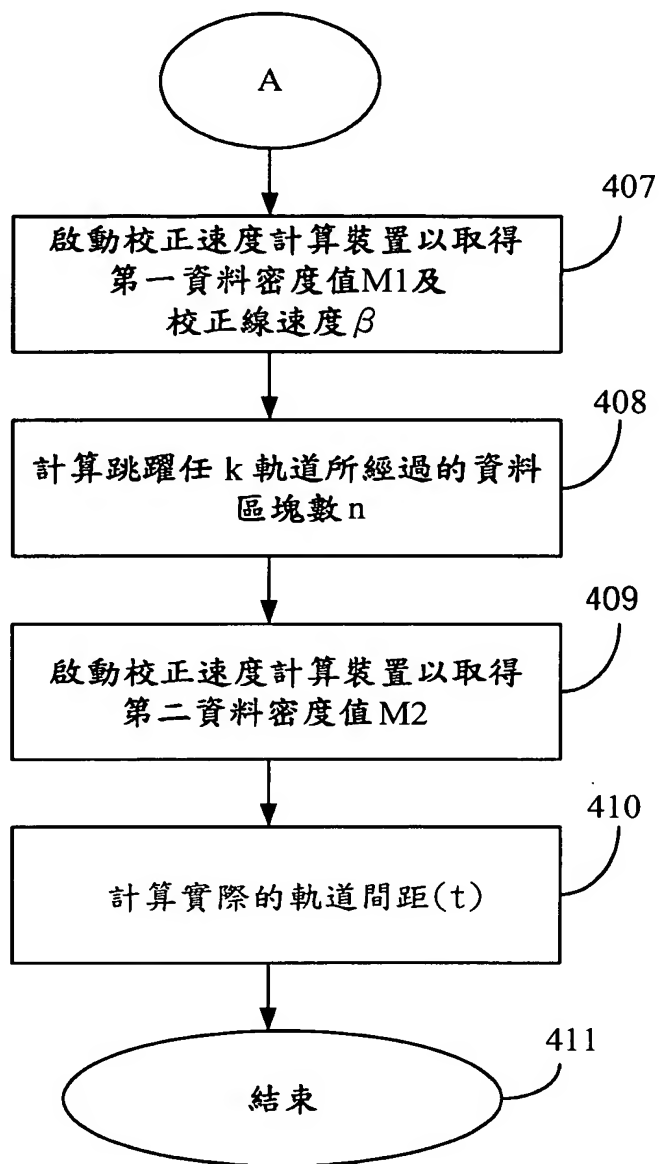 A
407
啟動校正速度計算裝置以取得
第一資料密度值M1及
校正線速度β
408
計算跳躍任 k 軌道所經過的資料
區塊數n
409
啟動校正速度計算裝置以取得
第二資料密度值M2
410
計算實際的軌道間距(t)
411
結束